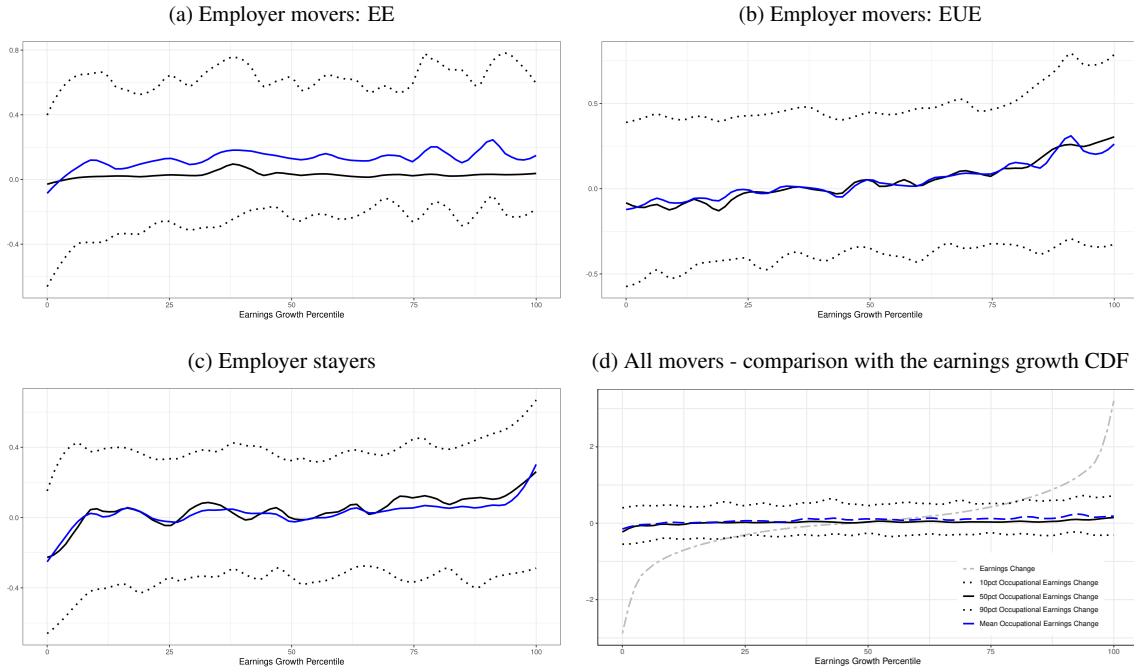 (a) Employer movers: EE
0.8
0.4
0.0
-0.4
0
25
50
75
100
Earnings Growth Percentile
(b) Employer movers: EUE
0.5
0.0
-0.5
0
25
50
75
100
Earnings Growth Percentile
(c) Employer stayers
0.4
0.0
-0.4
0
25
50
75
100
Earnings Growth Percentile
(d) All movers - comparison with the earnings growth CDF
2
0
−2
Earnings Change
10pct Occupational Earnings Change
50pct Occupational Earnings Change
90pct Occupational Earnings Change
Mean Occupational Earnings Change
0
25
50
75
100
Earnings Growth Percentile